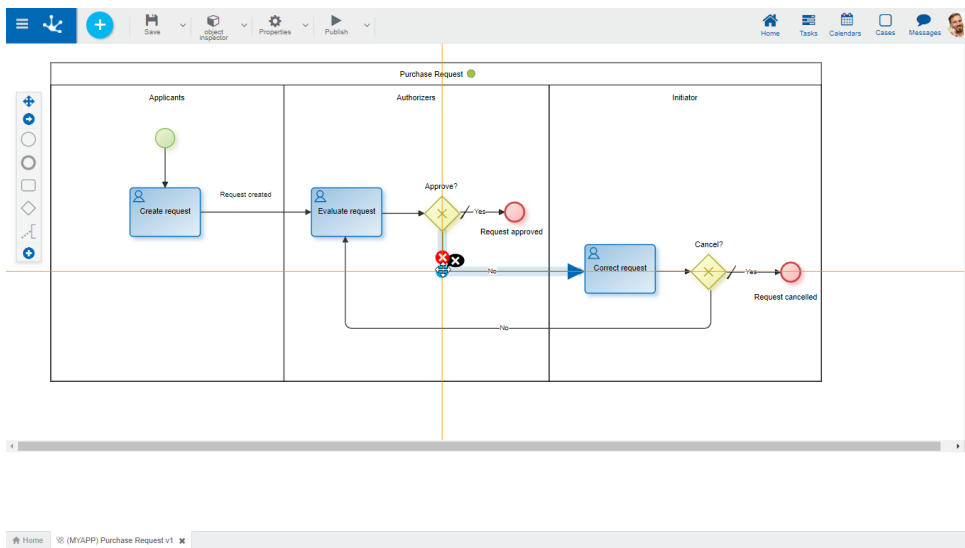 Save
object
inspector
Properties
Publish
Home
Tasks
Calendars
Cases
Messages
Purchase Request
Applicants
Authorizers
Initiator
Create request
Request created
Evaluate request
Approve?
Yes
Request approved
No
Correct request
Cancel?
Yes
Request cancelled
No
Home
(MYAPP) Purchase Request v1